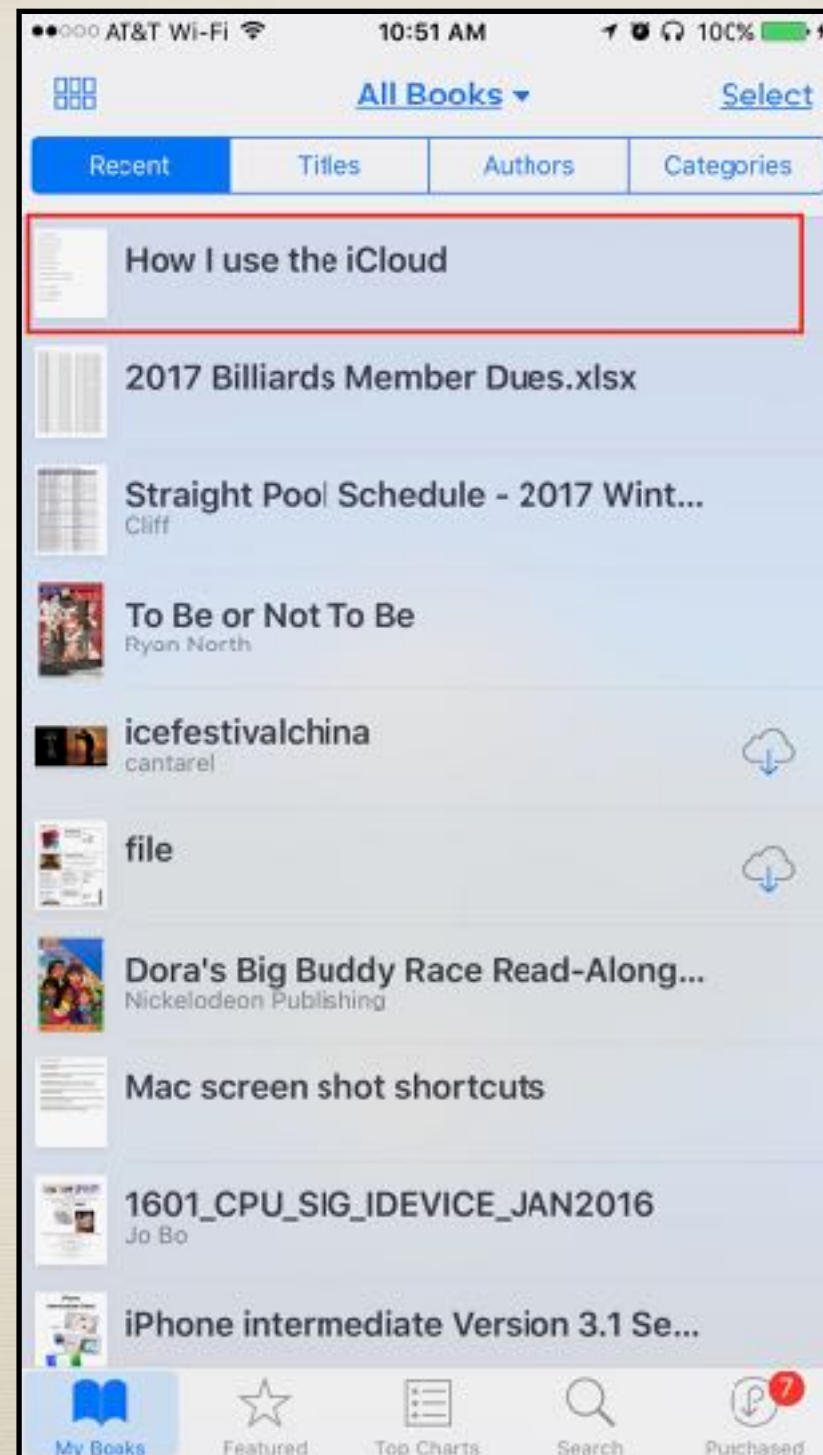 AT&T Wi-Fi 10:51 AM 100%
All Books Select
Recent Titles Authors Categories
How I use the iCloud
2017 Billiards Member Dues.xlsx
Straight Pool Schedule - 2017 Wint...
Cliff
To Be or Not To Be
Ryan North
icefestivalchina
cantarel
file
Dora's Big Buddy Race Read-Along...
Nickelodeon Publishing
Mac screen shot shortcuts
1601_CPU_SIG_IDEVICE_JAN2016
Jo Bo
iPhone intermediate Version 3.1 Se...
7
My Books Featured Top Charts Search Purchased